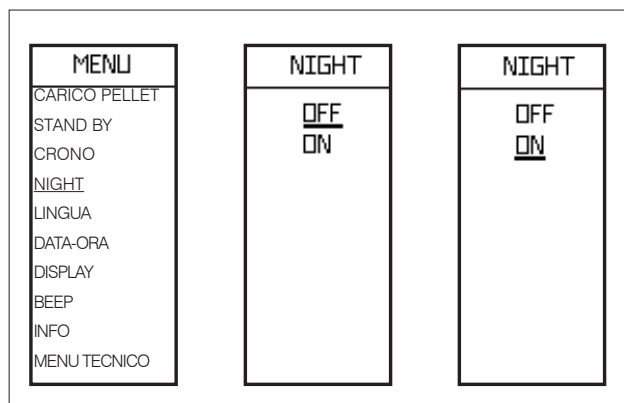 MENU
CARICO PELLET
STAND BY
CRONO
NIGHT
LINGUA
DATA-ORA
DISPLAY
BEEP
INFO
MENU TECNICO
NIGHT
OFF
ON
NIGHT
OFF
ON